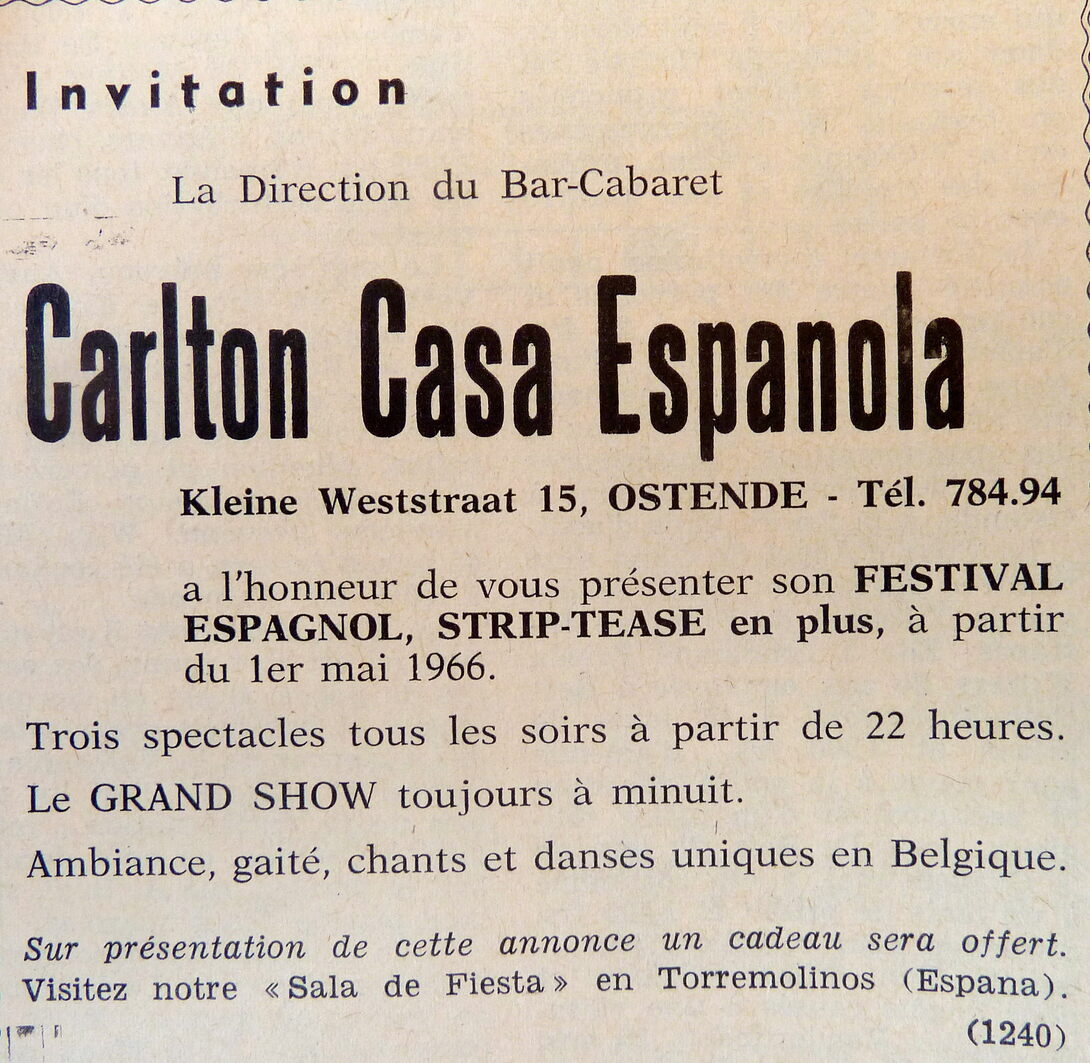 Invitation
La Direction du Bar-Cabaret
Carlton Casa Espanola
Kleine Weststraat 15, OSTENDE - Tél. 784.94
a l'honneur de vous présenter son FESTIVAL
ESPAGNOL, STRIP-TEASE en plus, à partir
du 1er mai 1966.
Trois spectacles tous les soirs à partir de 22 heures.
Le GRAND SHOW toujours à minuit.
Ambiance, gaité, chants et danses uniques en Belgique.
Sur présentation de cette annonce un cadeau sera offert.
Visitez notre « Sala de Fiesta » en Torremolinos (Espana).
(1240)